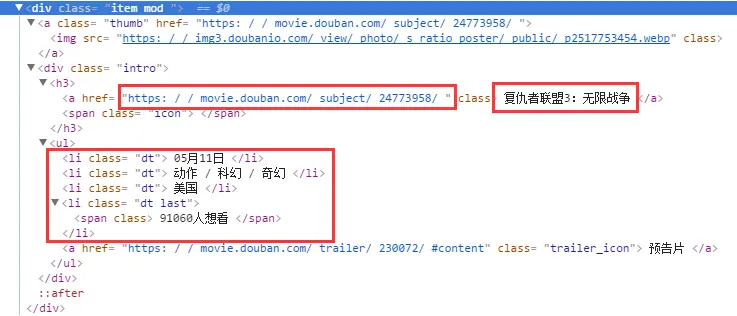 ▼<div class= "item mod "> == $0
▼<a class= "thumb" href= "https: / / movie.douban.com/ subject/ 24773958/ ">
<img src= "https: / / img3.doubanio.com/ view/ photo/ s ratio poster/ public/ p2517753454.webp" class>
</a>
▼<div class= "intro">
▼<h3>
<a href= "https: / / movie.douban.com/ subject/ 24773958/ " class> 复仇者联盟3：无限战争 </a>
<span class= "icon"> </span>
</h3>
▼<ul>
<li class= "dt"> 05月11日 </li>
<li class= "dt"> 动作 / 科幻 / 奇幻 </li>
<li class= "dt"> 美国 </li>
▼<li class= "dt last">
<span class> 91060人想看 </span>
</li>
<a href= "https: / / movie.douban.com/ trailer/ 230072/ #content" class= "trailer_icon"> 预告片 </a>
</ul>
</div>
::after
</div>